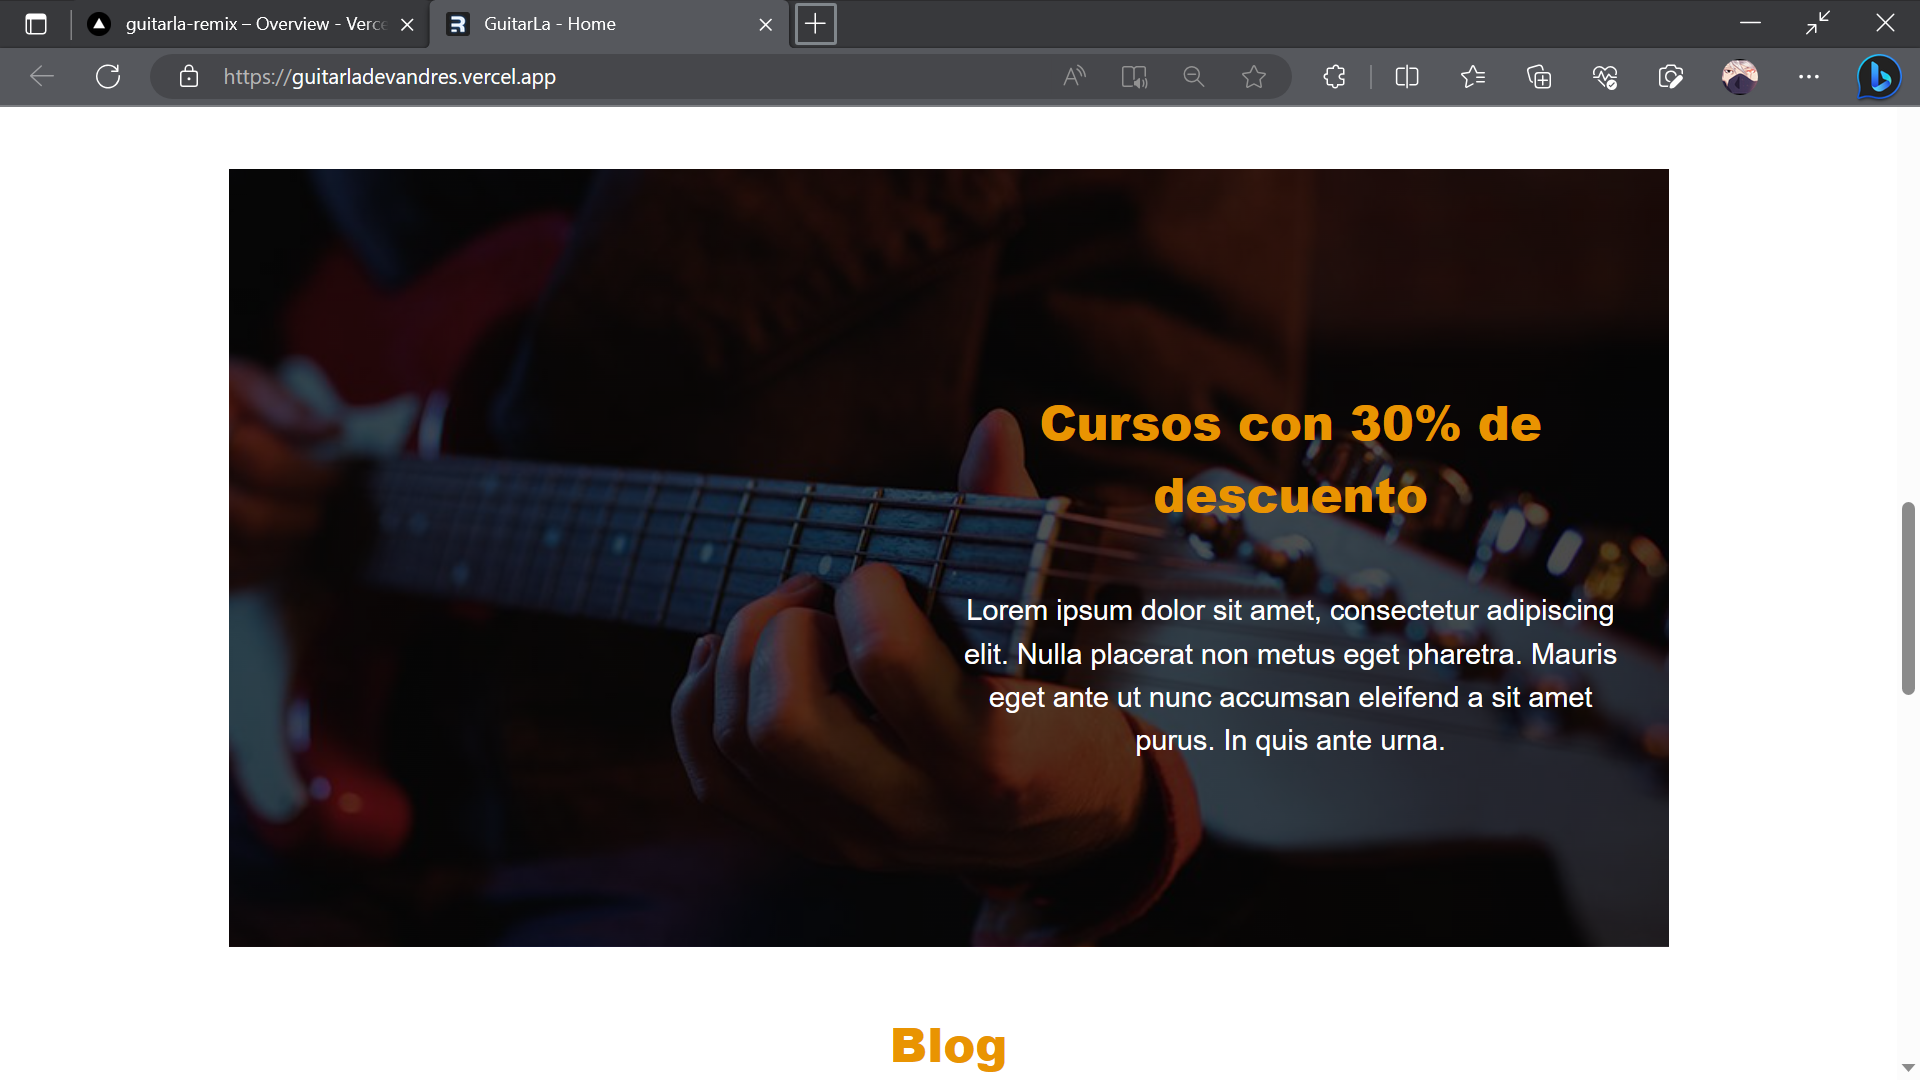 guitarla-remix – Overview - Verce
GuitarLa - Home
https://guitarladevandres.vercel.app
Cursos con 30% de
descuento
Lorem ipsum dolor sit amet, consectetur adipiscing
elit. Nulla placerat non metus eget pharetra. Mauris
eget ante ut nunc accumsan eleifend a sit amet
purus. In quis ante urna.
Blog